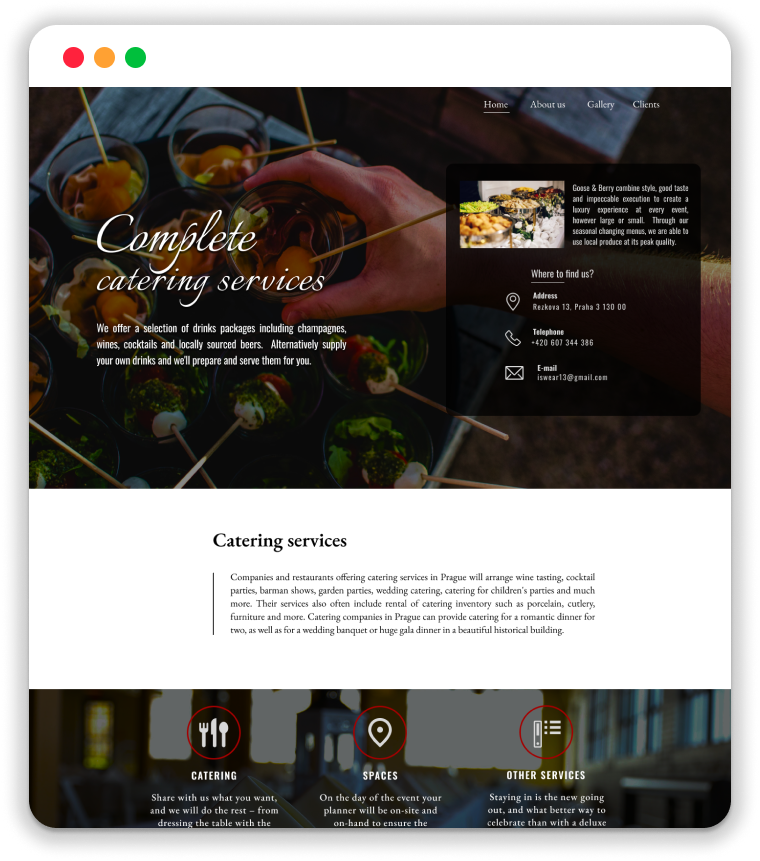 Home About us Gallery Clients
Complete
catering services
We offer a selection of drinks packages including champagnes,
wines, cocktails and locally sourced beers. Alternatively supply
your own drinks and we'll prepare and serve them for you.
Goose & Berry combine style, good taste
and impeccable execution to create a
luxury experience at every event,
however large or small. Through our
seasonal changing menus, we are able to
use local produce at its peak quality.
Where to find us?
Address
Rezkova 13, Praha 3 130 00
Telephone
+420 607 344 386
E-mail
iswear13@gmail.com
Catering services
Companies and restaurants offering catering services in Prague will arrange wine tasting, cocktail
parties, barman shows, garden parties, wedding catering, catering for children's parties and much
more. Their services also often include rental of catering inventory such as porcelain, cutlery,
furniture and more. Catering companies in Prague can provide catering for a romantic dinner for
two, as well as for a wedding banquet or huge gala dinner in a beautiful historical building.
CATERING
Share with us what you want,
and we will do the rest – from
dressing the table with the
SPACES
On the day of the event your
planner will be on-site and
on-hand to ensure the
OTHER SERVICES
Staying in is the new going
out, and what better way to
celebrate than with a deluxe